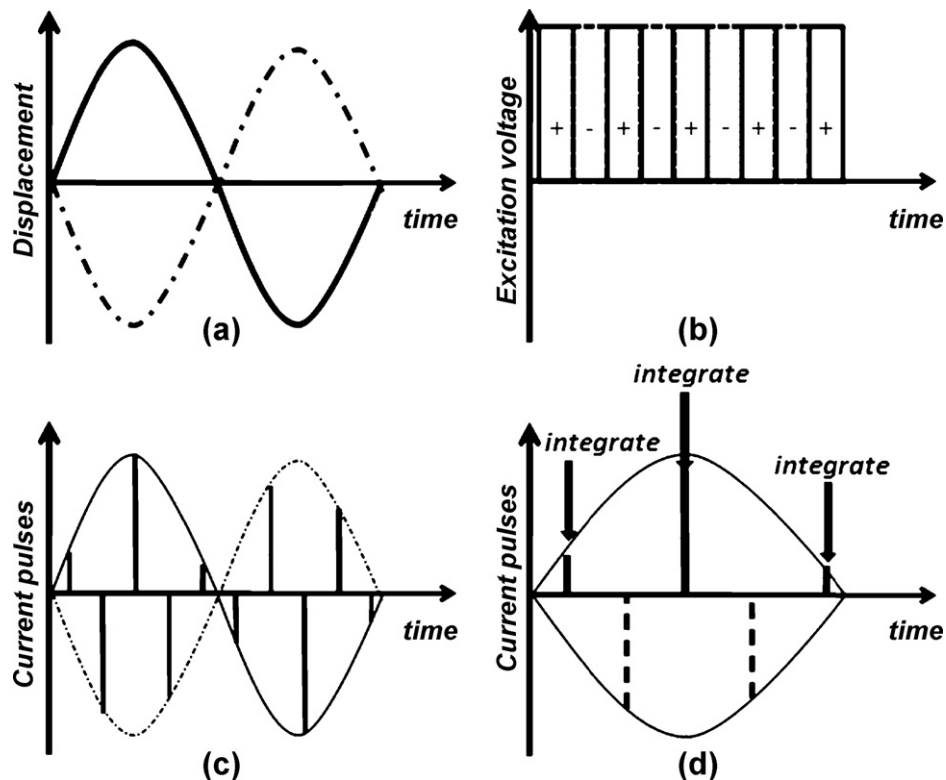 Displacement
time
(a)
Excitation voltage
+ - + - + - + - +
time
(b)
Current pulses
time
(c)
integrate
integrate
integrate
Current pulses
time
(d)